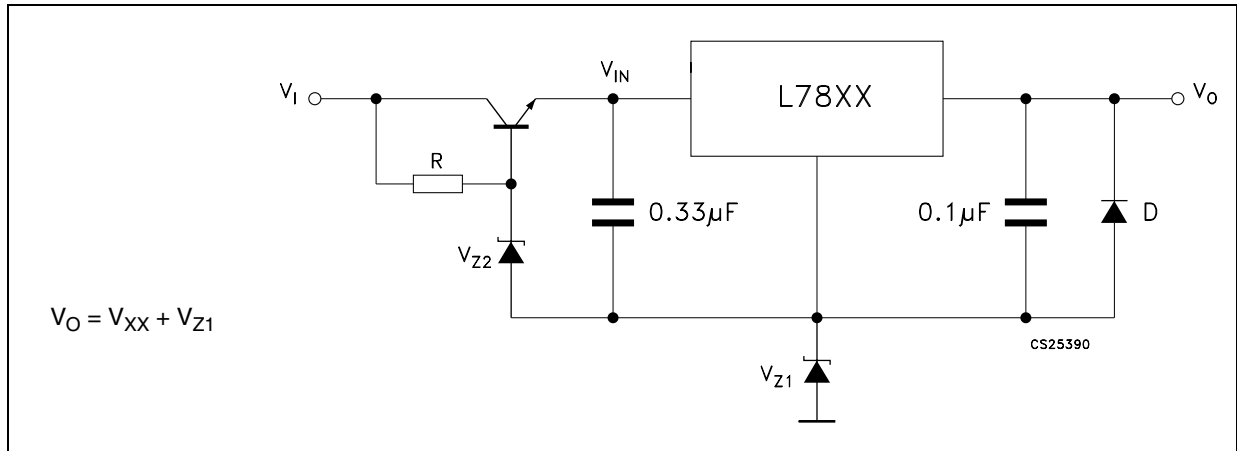 V_IN
V_I
L78XX
V_O
R
0.33µF
0.1µF
D
V_Z2
V_O = V_XX + V_Z1
CS25390
V_Z1